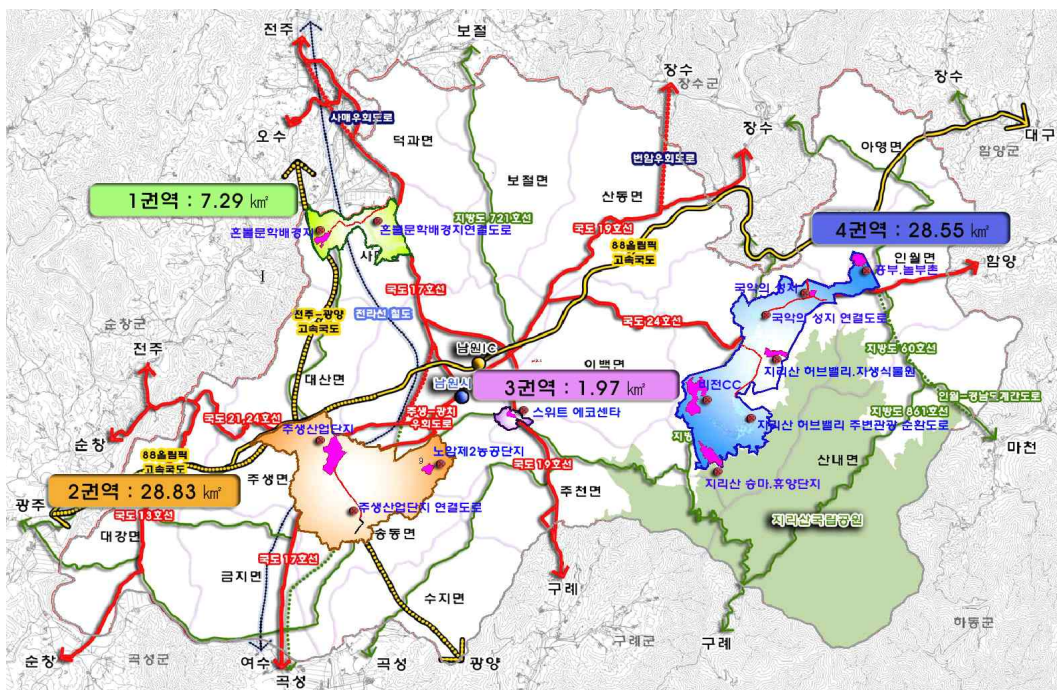 전주
보절
오수
사매우회도로
장수
장수군
장수
장수
대구
함양군
덕과면
아영면
보절면
번암우회도로
산동면
1권역 : 7.29 ㎢
혼불문학배경지
혼불문학배경지연결도로
지방도 721호선
국도 19호선
4권역 : 28.55 ㎢
88올림픽
고속국도
인월면
함양
흥부.놀부촌
국악의 성지
국악의 성지 연결도로
국도 17호선
전라선 철도
전주-광양
고속국도
국도 24호선
순창군
전주
남원IC
이백면
지방도 60호선
지리산 허브밸리.자생식물원
대산면
남원시
3권역 : 1.97 ㎢
비전CC
인월-경남도계간도로
국도 21,24호선
주생-광치
우회도로
스위트 에코센타
지방도 861호선
지리산 허브밸리 주변관광 순환도로
순창
주생산업단지
노암제2농공단지
마천
88올림픽
고속국도
국도 19호선
산내면
지리산 승마.휴양단지
2권역 : 28.83 ㎢
주생면
주천면
광주
국도 13호선
주생산업단지 연결도로
지리산국립공원
대강면
송동면
국도 17호선
금지면
수지면
구례
하동군
구례군
구례
순창
곡성군
여수
곡성
곡성
광양